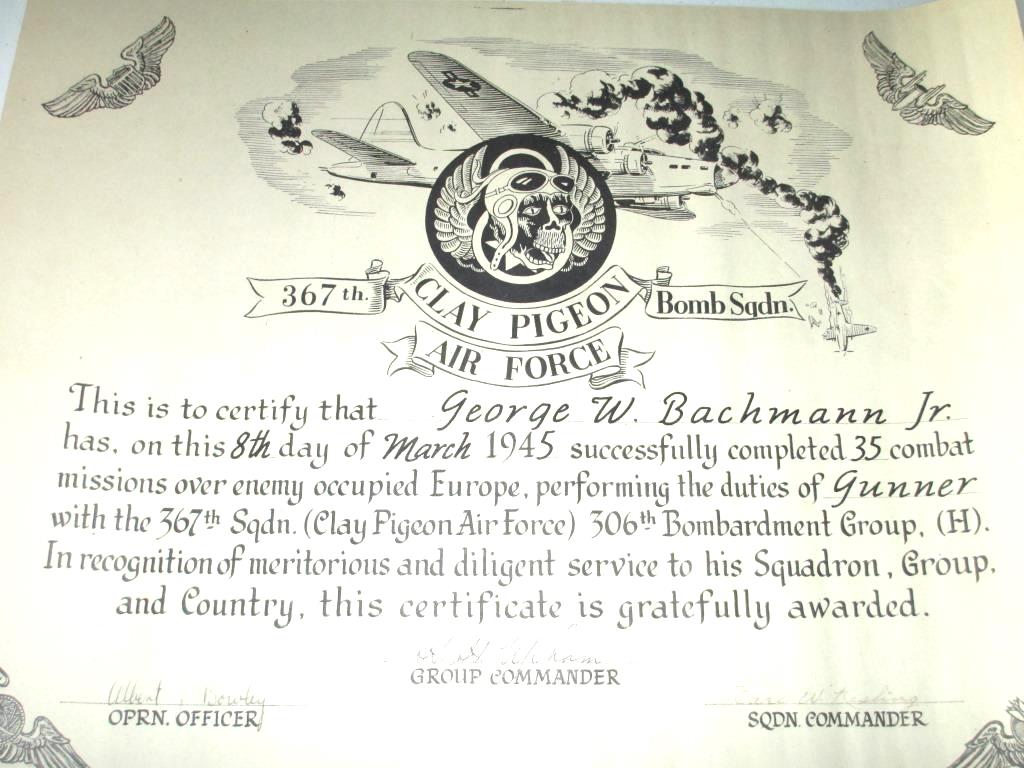 367th.
CLAY PIGEON
Bomb Sqdn.
AIR FORCE
This is to certify that George W. Bachmann Jr.
has, on this 8th day of March 1945 successfully completed 35 combat
missions over enemy occupied Europe, performing the duties of Gunner
with the 367th Sqdn. (Clay Pigeon Air Force) 306th Bombardment Group, (H).
In recognition of meritorious and diligent service to his Squadron, Group,
and Country, this certificate is gratefully awarded.
GROUP COMMANDER
Albert Bowley
OPRN. OFFICER
SQDN. COMMANDER